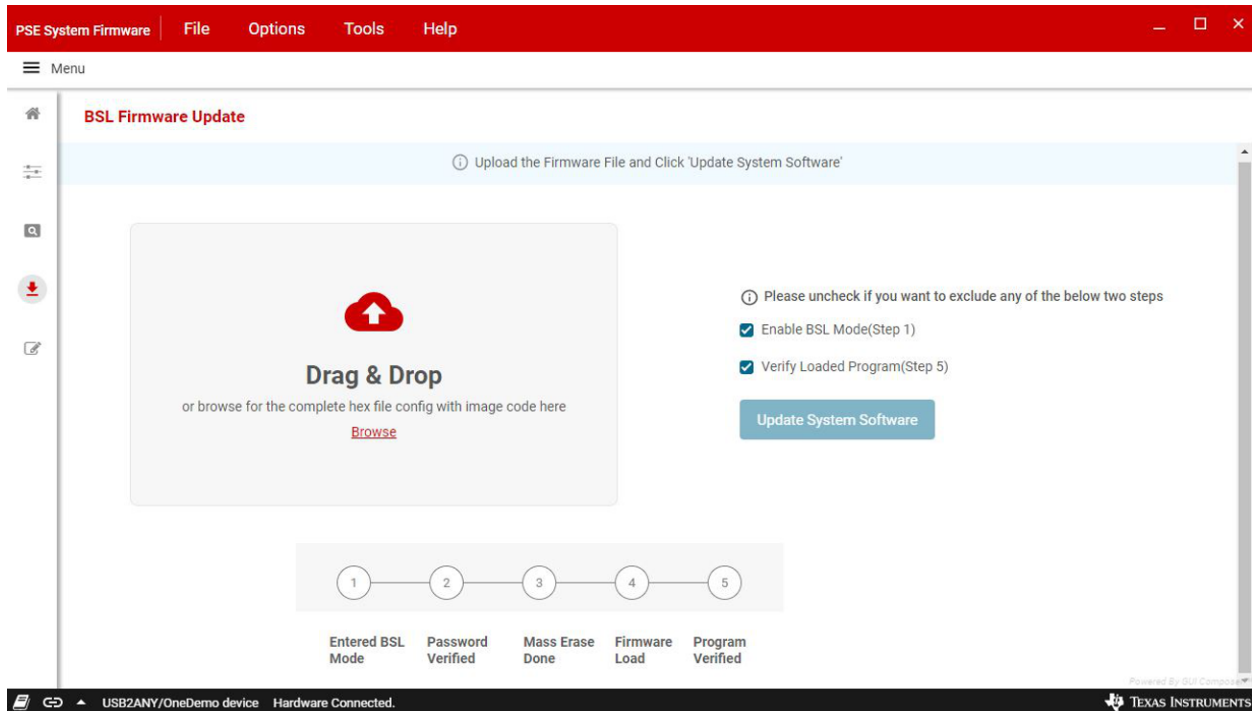 PSE System Firmware File Options Tools Help
Menu
BSL Firmware Update
Upload the Firmware File and Click 'Update System Software'
Drag & Drop
or browse for the complete hex file config with image code here
Browse
Please uncheck if you want to exclude any of the below two steps
Enable BSL Mode(Step 1)
Verify Loaded Program(Step 5)
Update System Software
1 2 3 4 5
Entered BSL Mode
Password Verified
Mass Erase Done
Firmware Load
Program Verified
Powered By GUI Composer
USB2ANY/OneDemo device Hardware Connected.
TEXAS INSTRUMENTS